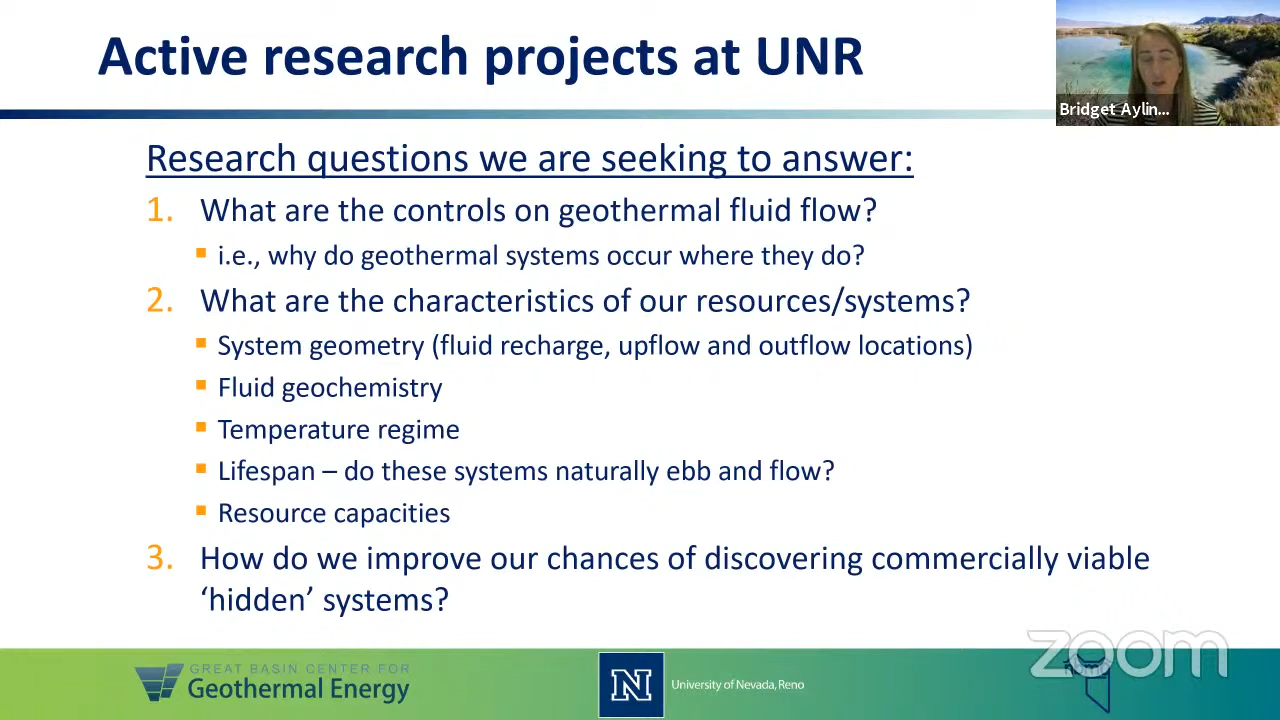 Active research projects at UNR
Bridget Aylin...
Research questions we are seeking to answer:
1. What are the controls on geothermal fluid flow?
▪ i.e., why do geothermal systems occur where they do?
2. What are the characteristics of our resources/systems?
▪ System geometry (fluid recharge, upflow and outflow locations)
▪ Fluid geochemistry
▪ Temperature regime
▪ Lifespan – do these systems naturally ebb and flow?
▪ Resource capacities
3. How do we improve our chances of discovering commercially viable
‘hidden’ systems?
zoom
GREAT BASIN CENTER FOR
Geothermal Energy
N
University of Nevada, Reno